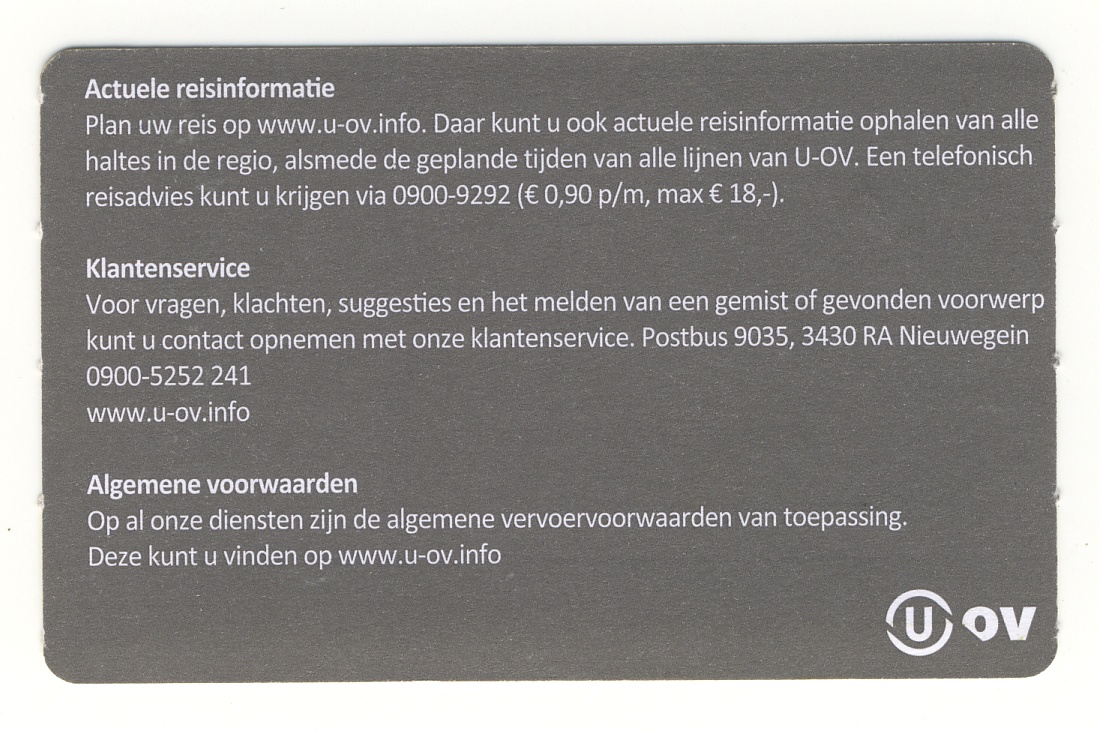 Actuele reisinformatie
Plan uw reis op www.u-ov.info. Daar kunt u ook actuele reisinformatie ophalen van alle
haltes in de regio, alsmede de geplande tijden van alle lijnen van U-OV. Een telefonisch
reisadvies kunt u krijgen via 0900-9292 (€ 0,90 p/m, max € 18,-).
Klantenservice
Voor vragen, klachten, suggesties en het melden van een gemist of gevonden voorwerp
kunt u contact opnemen met onze klantenservice. Postbus 9035, 3430 RA Nieuwegein
0900-5252 241
www.u-ov.info
Algemene voorwaarden
Op al onze diensten zijn de algemene vervoervoorwaarden van toepassing.
Deze kunt u vinden op www.u-ov.info
U OV